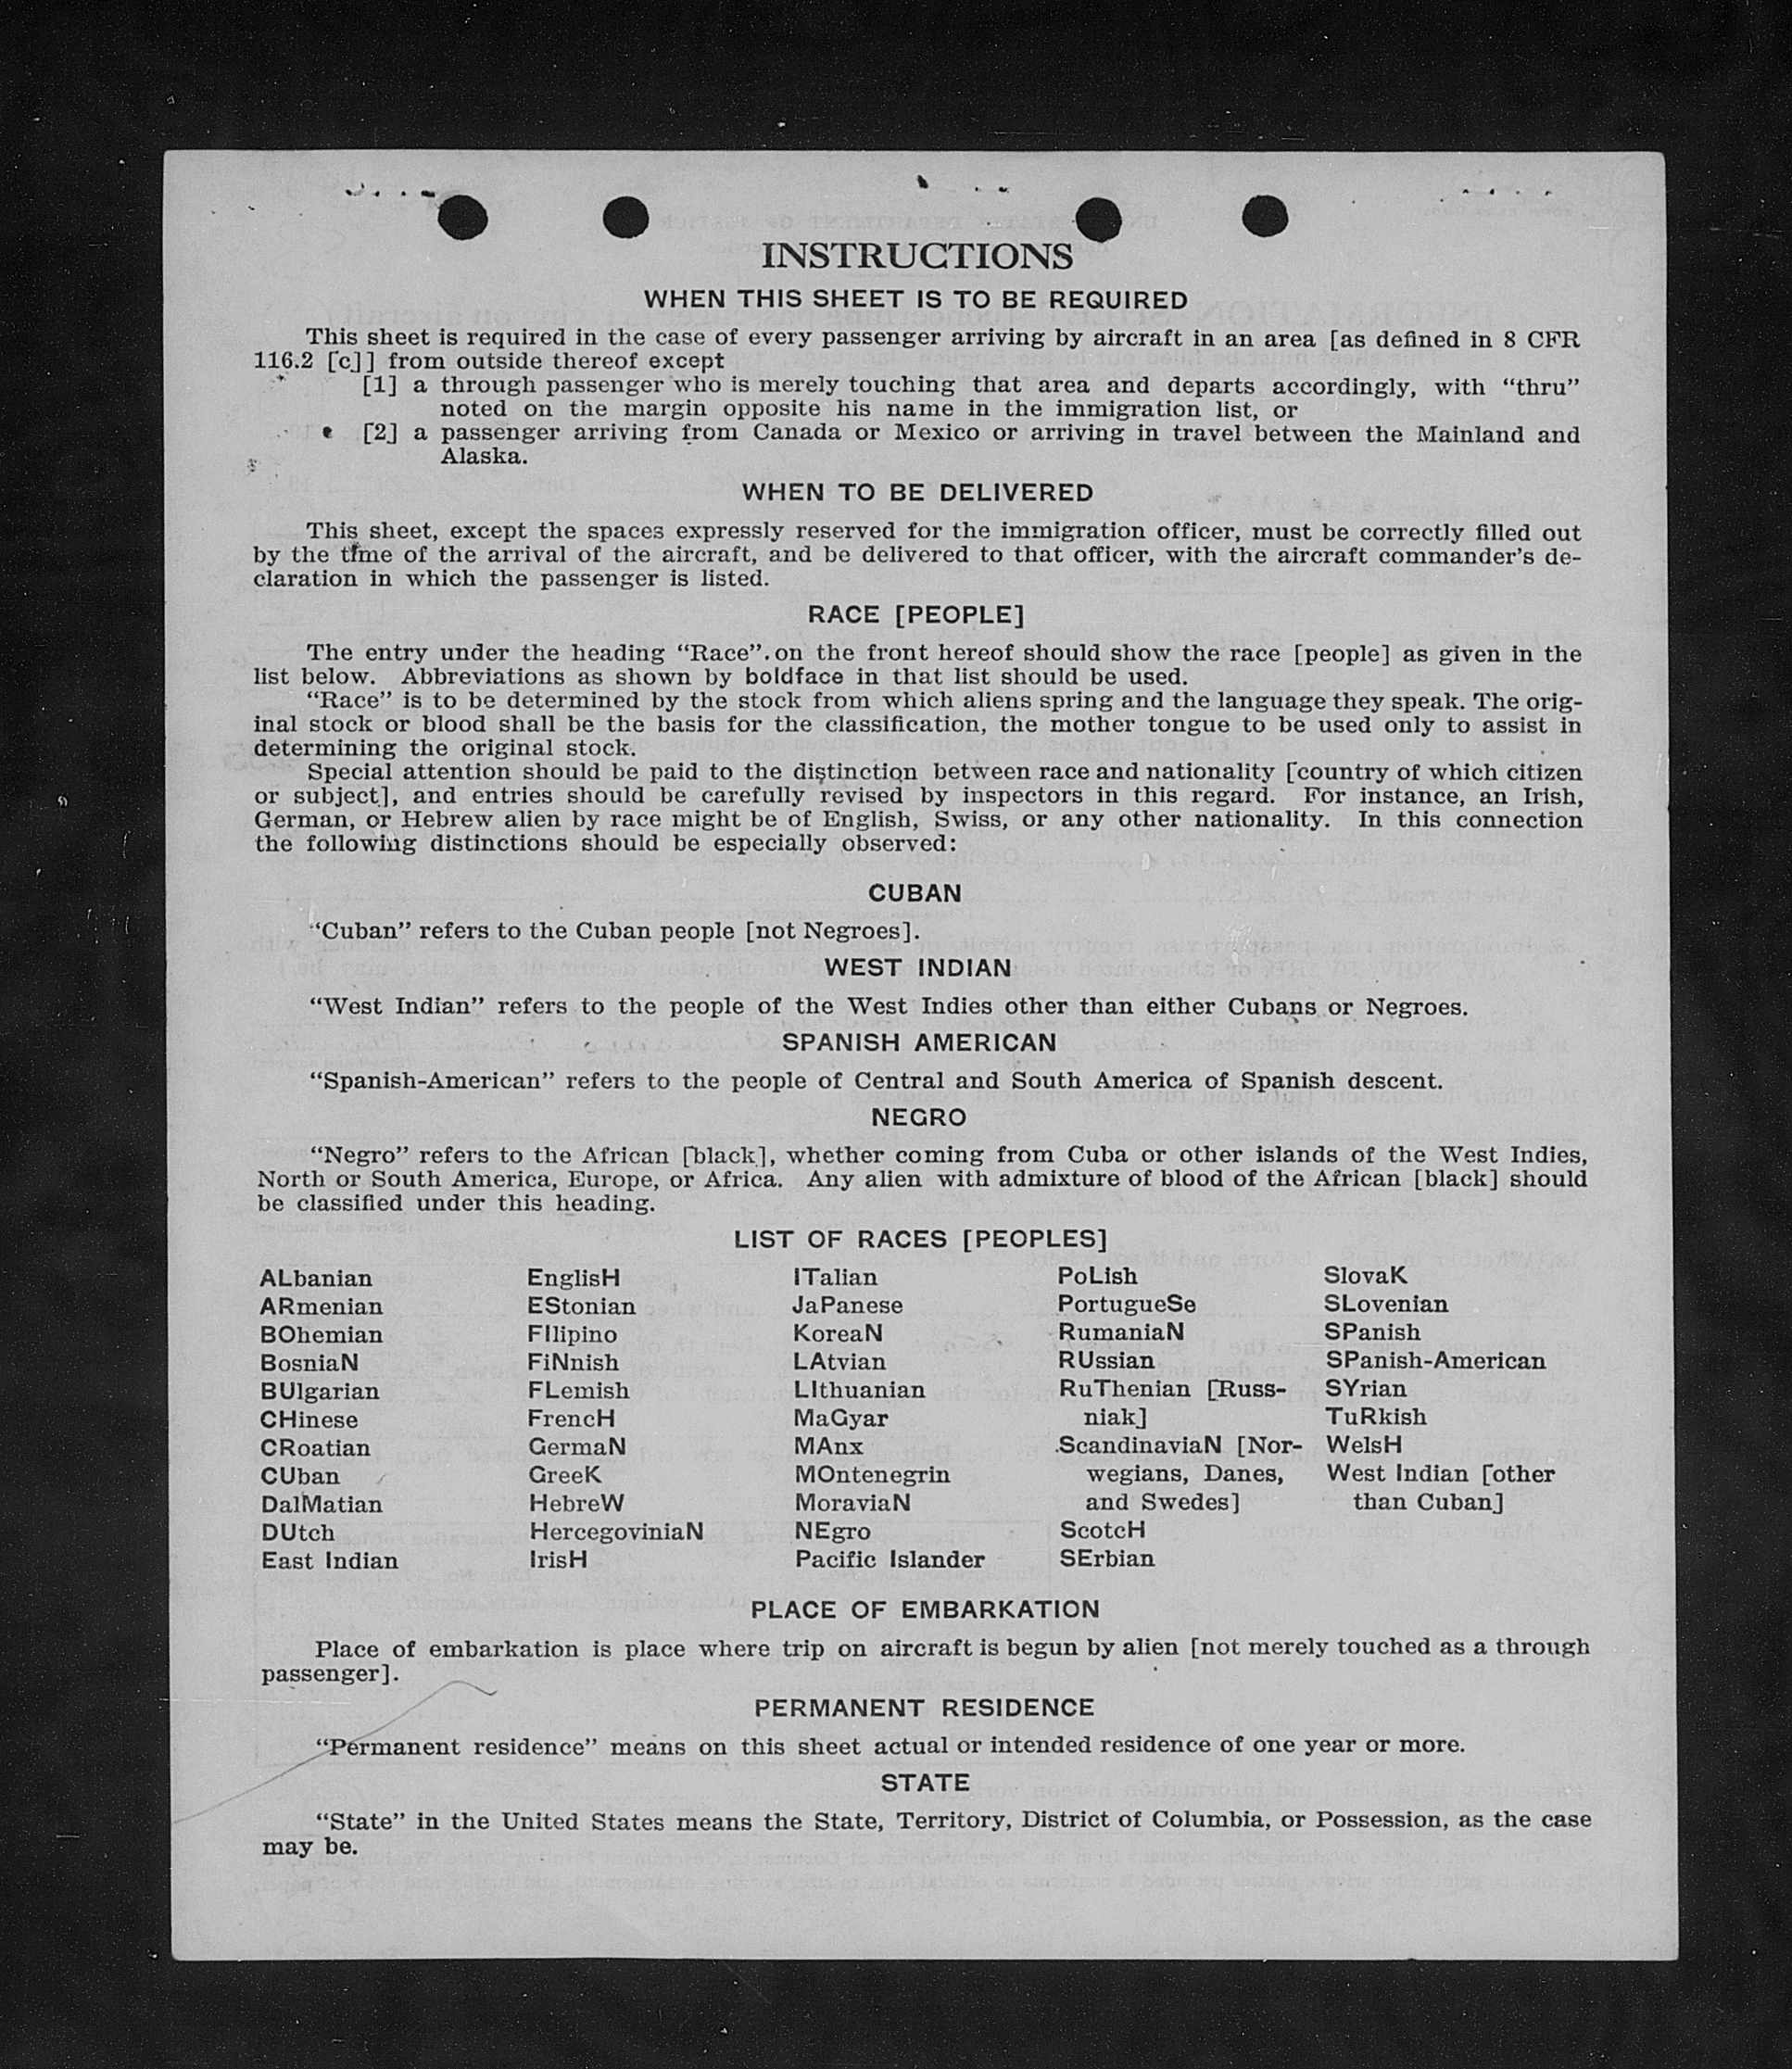 INSTRUCTIONS
WHEN THIS SHEET IS TO BE REQUIRED
This sheet is required in the case of every passenger arriving by aircraft in an area [as defined in 8 CFR
116.2 [c]] from outside thereof except
[1] a through passenger who is merely touching that area and departs accordingly, with “thru”
noted on the margin opposite his name in the immigration list, or
[2] a passenger arriving from Canada or Mexico or arriving in travel between the Mainland and
Alaska.
WHEN TO BE DELIVERED
This sheet, except the spaces expressly reserved for the immigration officer, must be correctly filled out
by the time of the arrival of the aircraft, and be delivered to that officer, with the aircraft commander’s de-
claration in which the passenger is listed.
RACE [PEOPLE]
The entry under the heading “Race”. on the front hereof should show the race [people] as given in the
list below. Abbreviations as shown by boldface in that list should be used.
“Race” is to be determined by the stock from which aliens spring and the language they speak. The orig-
inal stock or blood shall be the basis for the classification, the mother tongue to be used only to assist in
determining the original stock.
Special attention should be paid to the distinction between race and nationality [country of which citizen
or subject], and entries should be carefully revised by inspectors in this regard. For instance, an Irish,
German, or Hebrew alien by race might be of English, Swiss, or any other nationality. In this connection
the following distinctions should be especially observed:
CUBAN
“Cuban” refers to the Cuban people [not Negroes].
WEST INDIAN
“West Indian” refers to the people of the West Indies other than either Cubans or Negroes.
SPANISH AMERICAN
“Spanish-American” refers to the people of Central and South America of Spanish descent.
NEGRO
“Negro” refers to the African [black], whether coming from Cuba or other islands of the West Indies,
North or South America, Europe, or Africa. Any alien with admixture of blood of the African [black] should
be classified under this heading.
LIST OF RACES [PEOPLES]
ALbanian
ARmenian
BOhemian
BosniaN
BUlgarian
CHinese
CRoatian
CUban
DalMatian
DUtch
East Indian
EnglisH
EStonian
FIlipino
FiNnish
FLemish
FrencH
GermaN
GreeK
HebreW
HercegoviniaN
IrisH
ITalian
JaPanese
KoreaN
LAtvian
LIthuanian
MaGyar
MAnx
MOntenegrin
MoraviaN
NEgro
Pacific Islander
PoLish
PortugueSe
RumaniaN
RUssian
RuThenian [Russ-
niak]
ScandinaviaN [Nor-
wegians, Danes,
and Swedes]
ScotcH
SErbian
SlovaK
SLovenian
SPanish
SPanish-American
SYrian
TuRkish
WelsH
West Indian [other
than Cuban]
PLACE OF EMBARKATION
Place of embarkation is place where trip on aircraft is begun by alien [not merely touched as a through
passenger].
PERMANENT RESIDENCE
“Permanent residence” means on this sheet actual or intended residence of one year or more.
STATE
“State” in the United States means the State, Territory, District of Columbia, or Possession, as the case
may be.